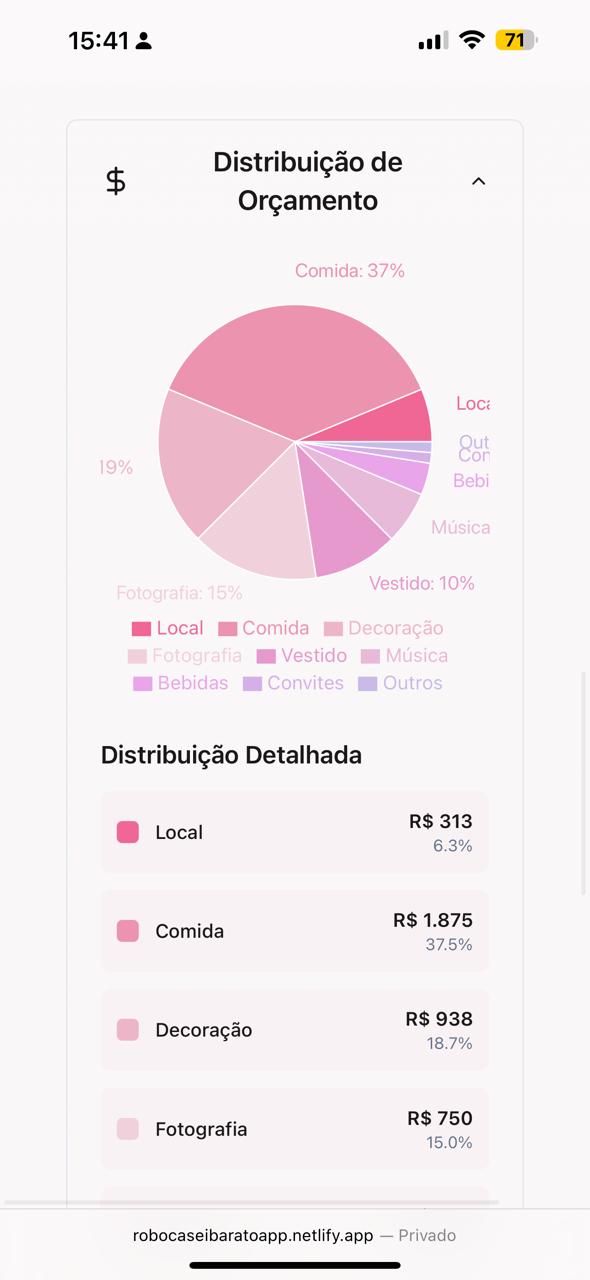 15:41
71
Distribuição de
Orçamento
Comida: 37%
Loca
Out
Con
Bebi
19%
Música
Vestido: 10%
Fotografia: 15%
Local Comida Decoração
Fotografia Vestido Música
Bebidas Convites Outros
Distribuição Detalhada
Local
R$ 313
6.3%
Comida
R$ 1.875
37.5%
Decoração
R$ 938
18.7%
Fotografia
R$ 750
15.0%
robocaseibaratoapp.netlify.app — Privado